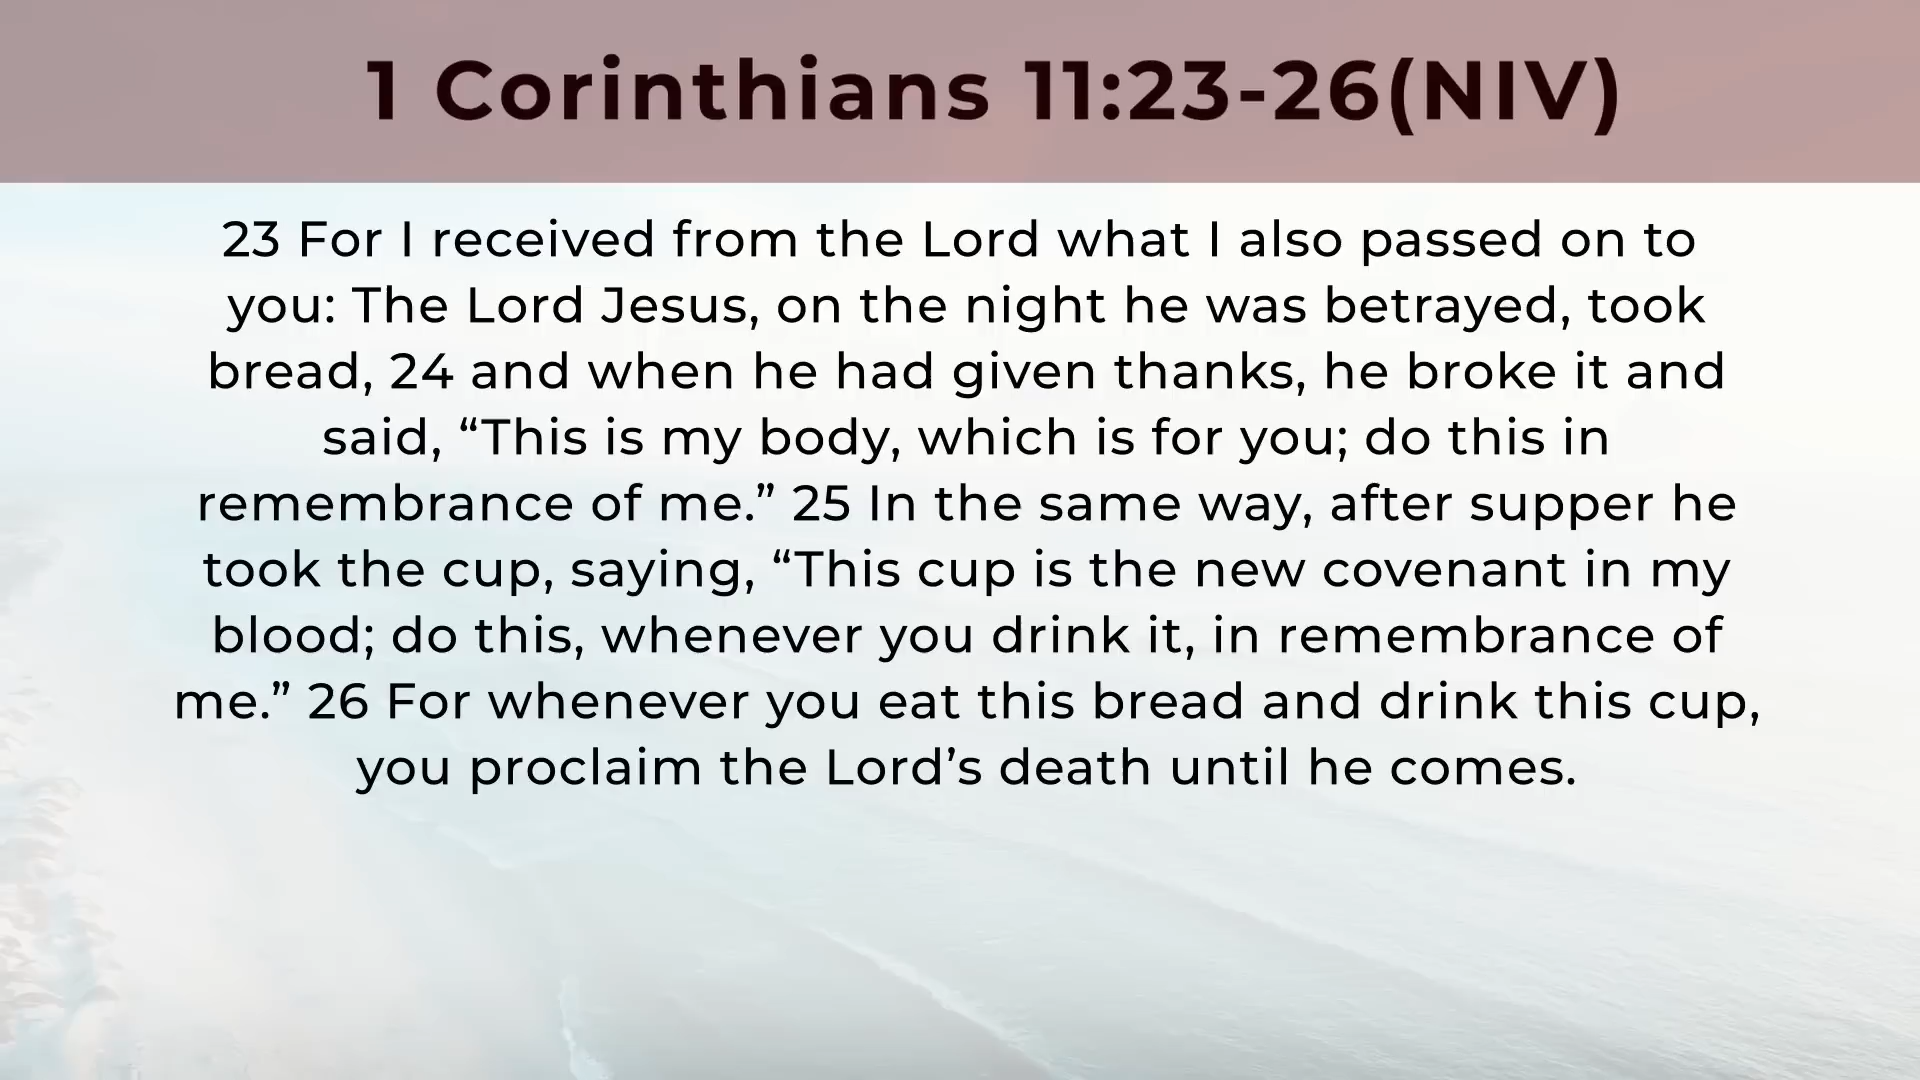 1 Corinthians 11:23-26(NIV)
23 For I received from the Lord what I also passed on to
you: The Lord Jesus, on the night he was betrayed, took
bread, 24 and when he had given thanks, he broke it and
said, “This is my body, which is for you; do this in
remembrance of me.” 25 In the same way, after supper he
took the cup, saying, “This cup is the new covenant in my
blood; do this, whenever you drink it, in remembrance of
me.” 26 For whenever you eat this bread and drink this cup,
you proclaim the Lord’s death until he comes.